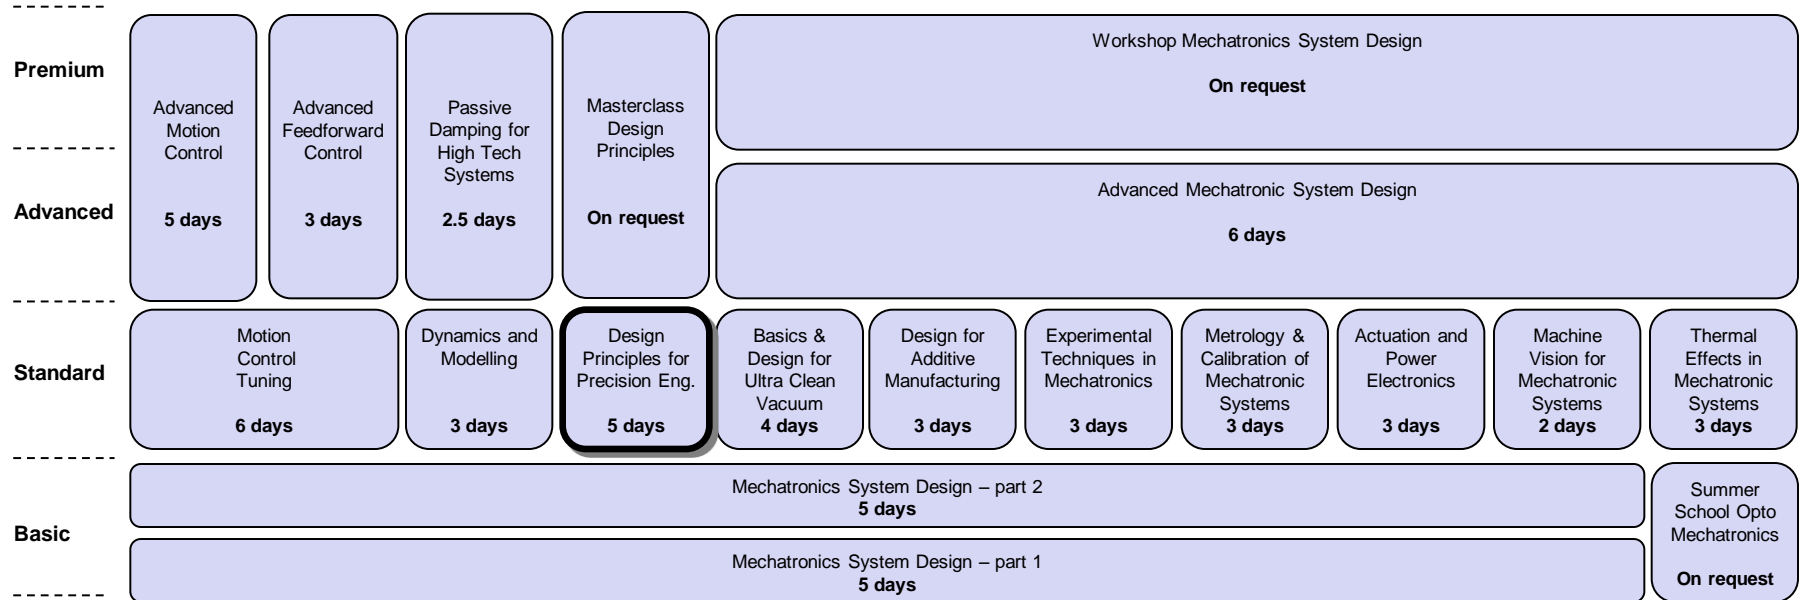 Premium
Advanced
Motion
Control
5 days
Advanced
Feedforward
Control
3 days
Passive
Damping for
High Tech
Systems
2.5 days
Masterclass
Design
Principles
On request
Workshop Mechatronics System Design
On request
Advanced
Advanced Mechatronic System Design
6 days
Standard
Motion
Control
Tuning
6 days
Dynamics and
Modelling
3 days
Design
Principles for
Precision Eng.
5 days
Basics &
Design for
Ultra Clean
Vacuum
4 days
Design for
Additive
Manufacturing
3 days
Experimental
Techniques in
Mechatronics
3 days
Metrology &
Calibration of
Mechatronic
Systems
3 days
Actuation and
Power
Electronics
3 days
Machine
Vision for
Mechatronic
Systems
2 days
Thermal
Effects in
Mechatronic
Systems
3 days
Basic
Mechatronics System Design – part 2
5 days
Mechatronics System Design – part 1
5 days
Summer
School Opto
Mechatronics
On request